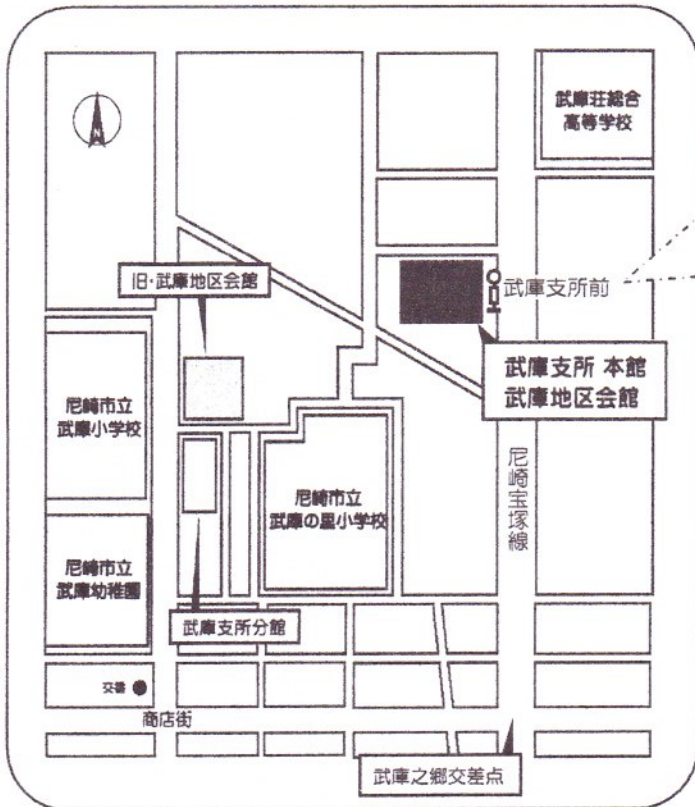 武庫荘総合
高等学校
N
旧・武庫地区会館
武庫支所前
武庫支所 本館
武庫地区会館
尼崎市立
武庫小学校
尼崎市立
武庫の里小学校
尼崎宝塚線
尼崎市立
武庫幼稚園
武庫支所分館
交番
商店街
武庫之郷交差点